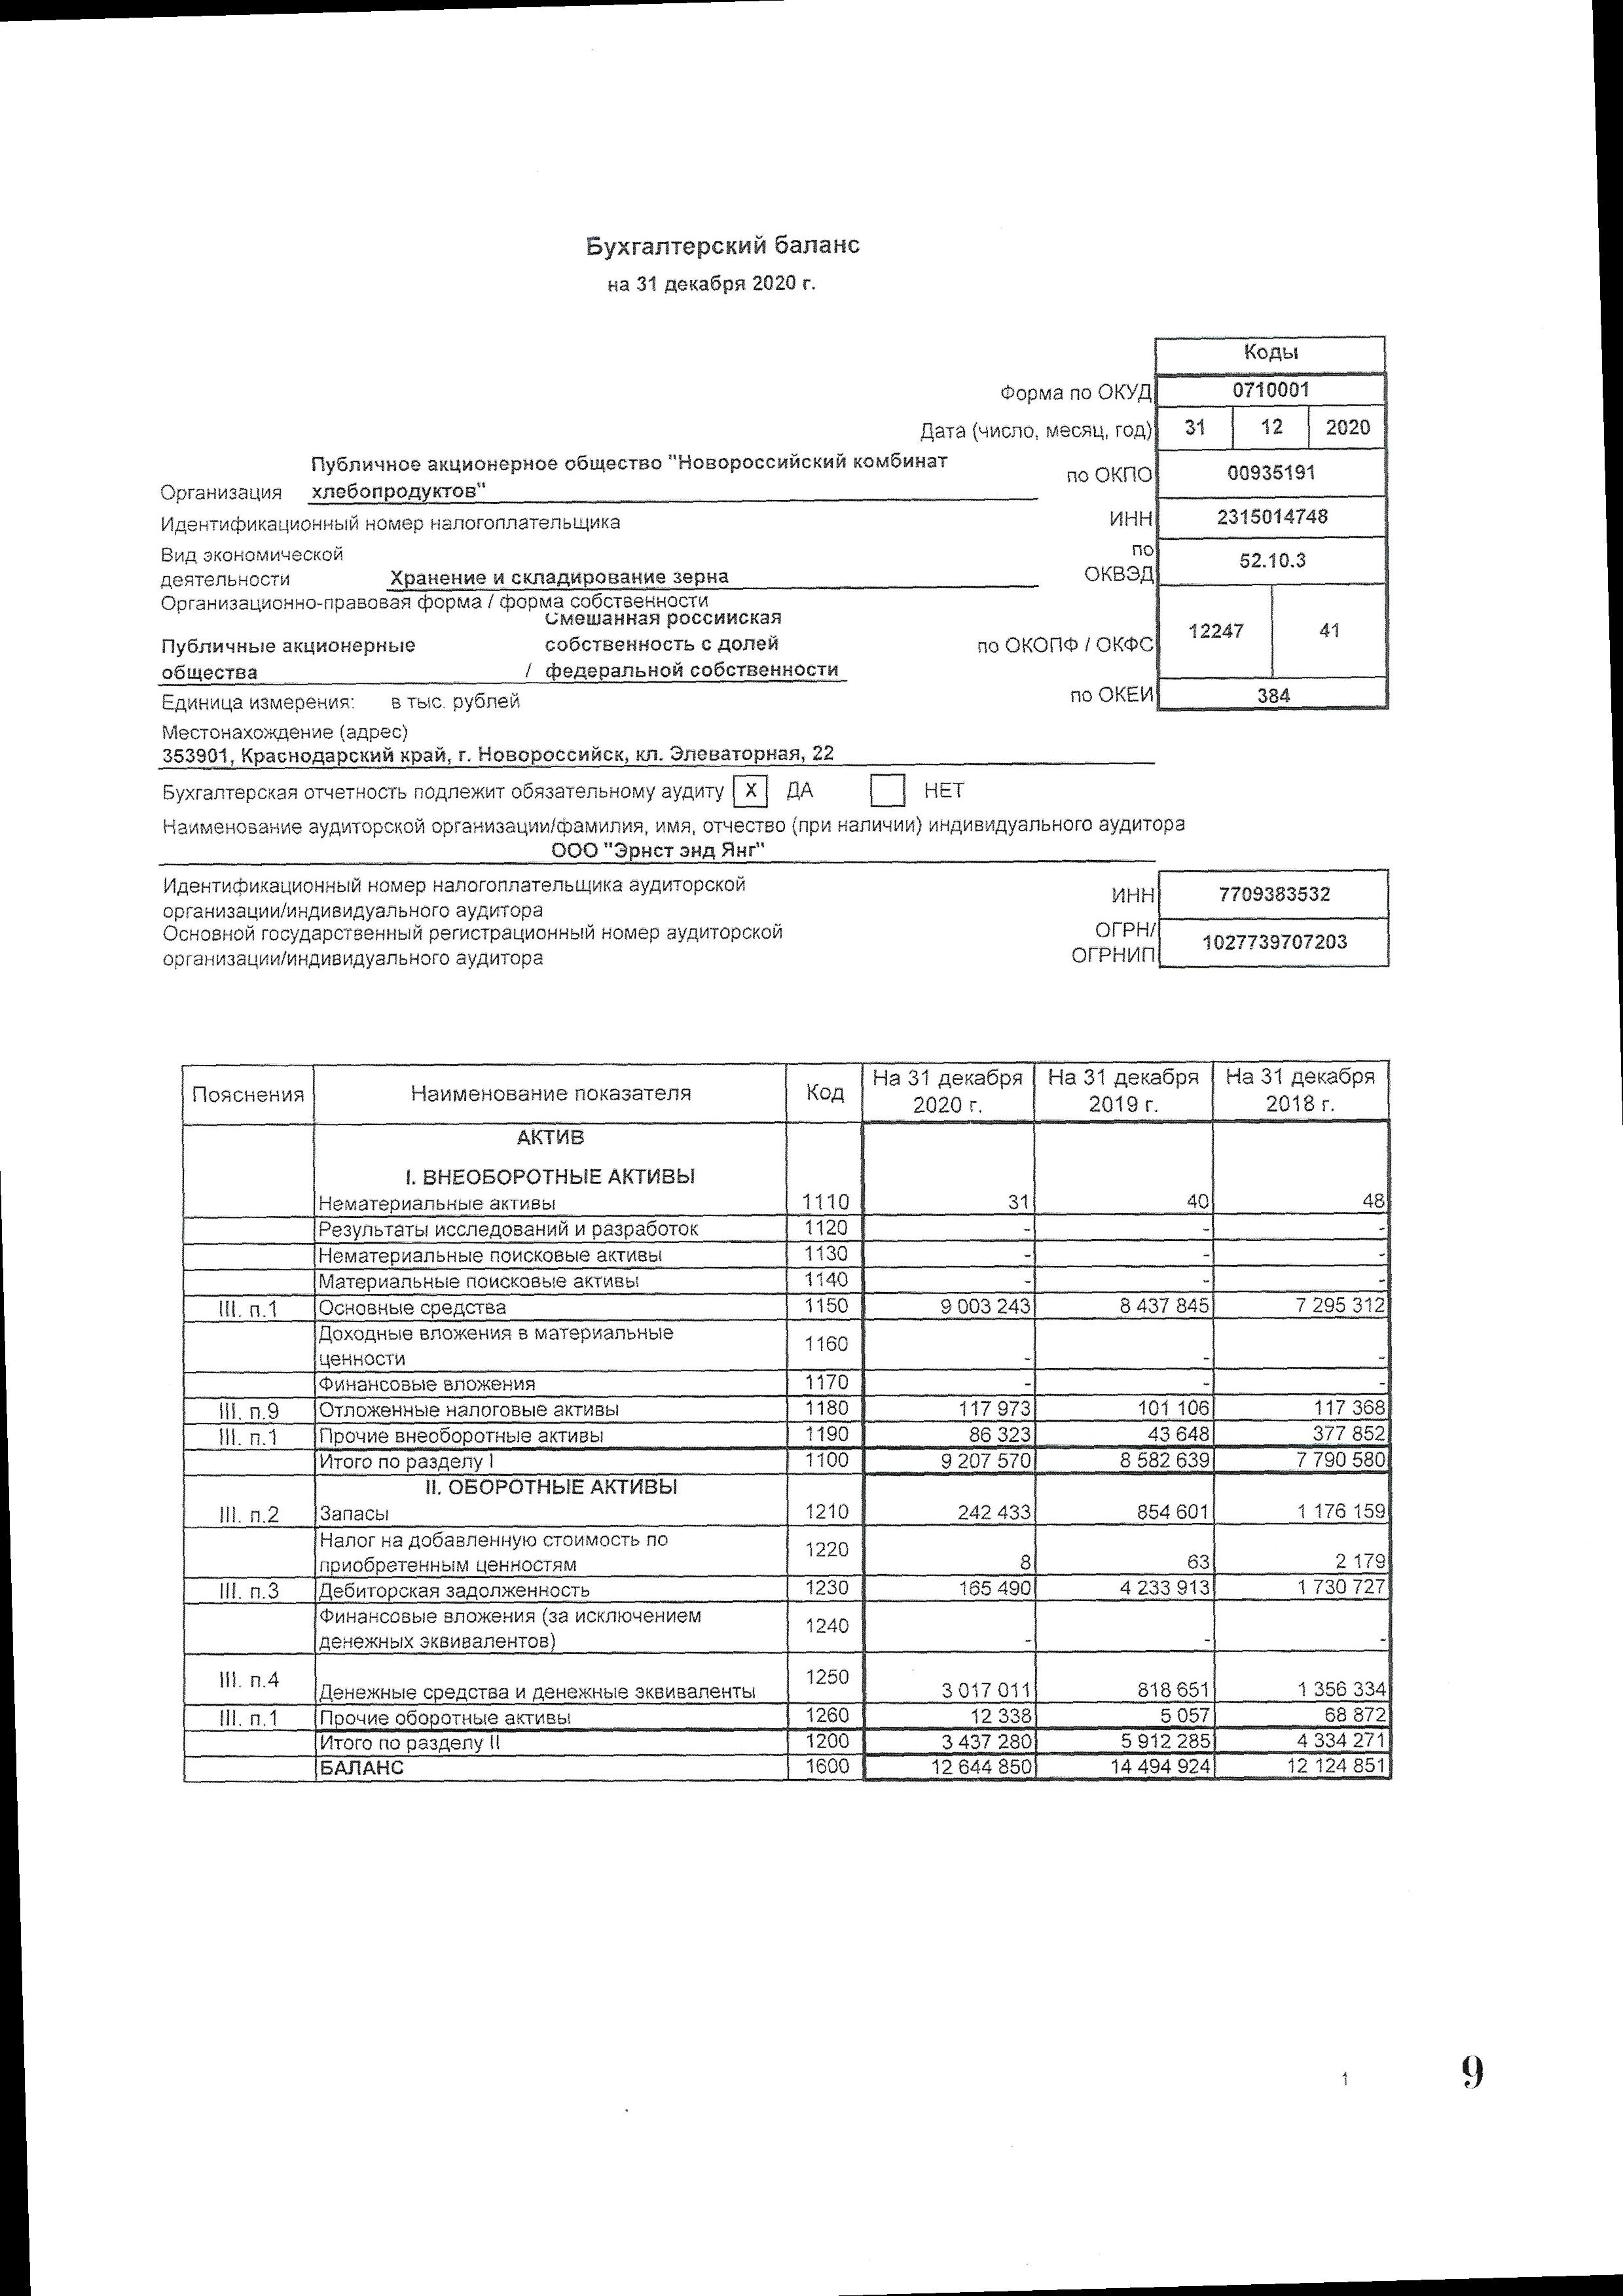 Бухгалтерский баланс
на 31 декабря 2020 г.
Коды
Форма по ОКУД 0710001
Дата (число, месяц, год) 31 12 2020
Публичное акционерное общество "Новороссийский комбинат
Организация хлебопродуктов" по ОКПО 00935191
Идентификационный номер налогоплательщика ИНН 2315014748
Вид экономической по
деятельности Хранение и складирование зерна ОКВЭД 52.10.3
Организационно-правовая форма / форма собственности
Смешанная российская
Публичные акционерные собственность с долей по ОКОПФ / ОКФС 12247 41
общества / федеральной собственности
Единица измерения: в тыс. рублей по ОКЕИ 384
Местонахождение (адрес)
353901, Краснодарский край, г. Новороссийск, кл. Элеваторная, 22
Бухгалтерская отчетность подлежит обязательному аудиту X ДА НЕТ
Наименование аудиторской организации/фамилия, имя, отчество (при наличии) индивидуального аудитора
ООО "Эрнст энд Янг"
Идентификационный номер налогоплательщика аудиторской
организации/индивидуального аудитора ИНН 7709383532
Основной государственный регистрационный номер аудиторской ОГРН/
организации/индивидуального аудитора ОГРНИП 1027739707203
Пояснения Наименование показателя Код На 31 декабря 2020 г. На 31 декабря 2019 г. На 31 декабря 2018 г.
АКТИВ
I. ВНЕОБОРОТНЫЕ АКТИВЫ
Нематериальные активы 1110 31 40 48
Результаты исследований и разработок 1120 - - -
Нематериальные поисковые активы 1130 - - -
Материальные поисковые активы 1140 - - -
III. п.1 Основные средства 1150 9 003 243 8 437 845 7 295 312
Доходные вложения в материальные
ценности 1160 - - -
Финансовые вложения 1170 - - -
III. п.9 Отложенные налоговые активы 1180 117 973 101 106 117 368
III. п.1 Прочие внеоборотные активы 1190 86 323 43 648 377 852
Итого по разделу I 1100 9 207 570 8 582 639 7 790 580
II. ОБОРОТНЫЕ АКТИВЫ
III. п.2 Запасы 1210 242 433 854 601 1 176 159
Налог на добавленную стоимость по
приобретенным ценностям 1220 8 63 2 179
III. п.3 Дебиторская задолженность 1230 165 490 4 233 913 1 730 727
Финансовые вложения (за исключением
денежных эквивалентов) 1240 - - -
III. п.4 Денежные средства и денежные эквиваленты 1250 3 017 011 818 651 1 356 334
III. п.1 Прочие оборотные активы 1260 12 338 5 057 68 872
Итого по разделу II 1200 3 437 280 5 912 285 4 334 271
БАЛАНС 1600 12 644 850 14 494 924 12 124 851
1
9